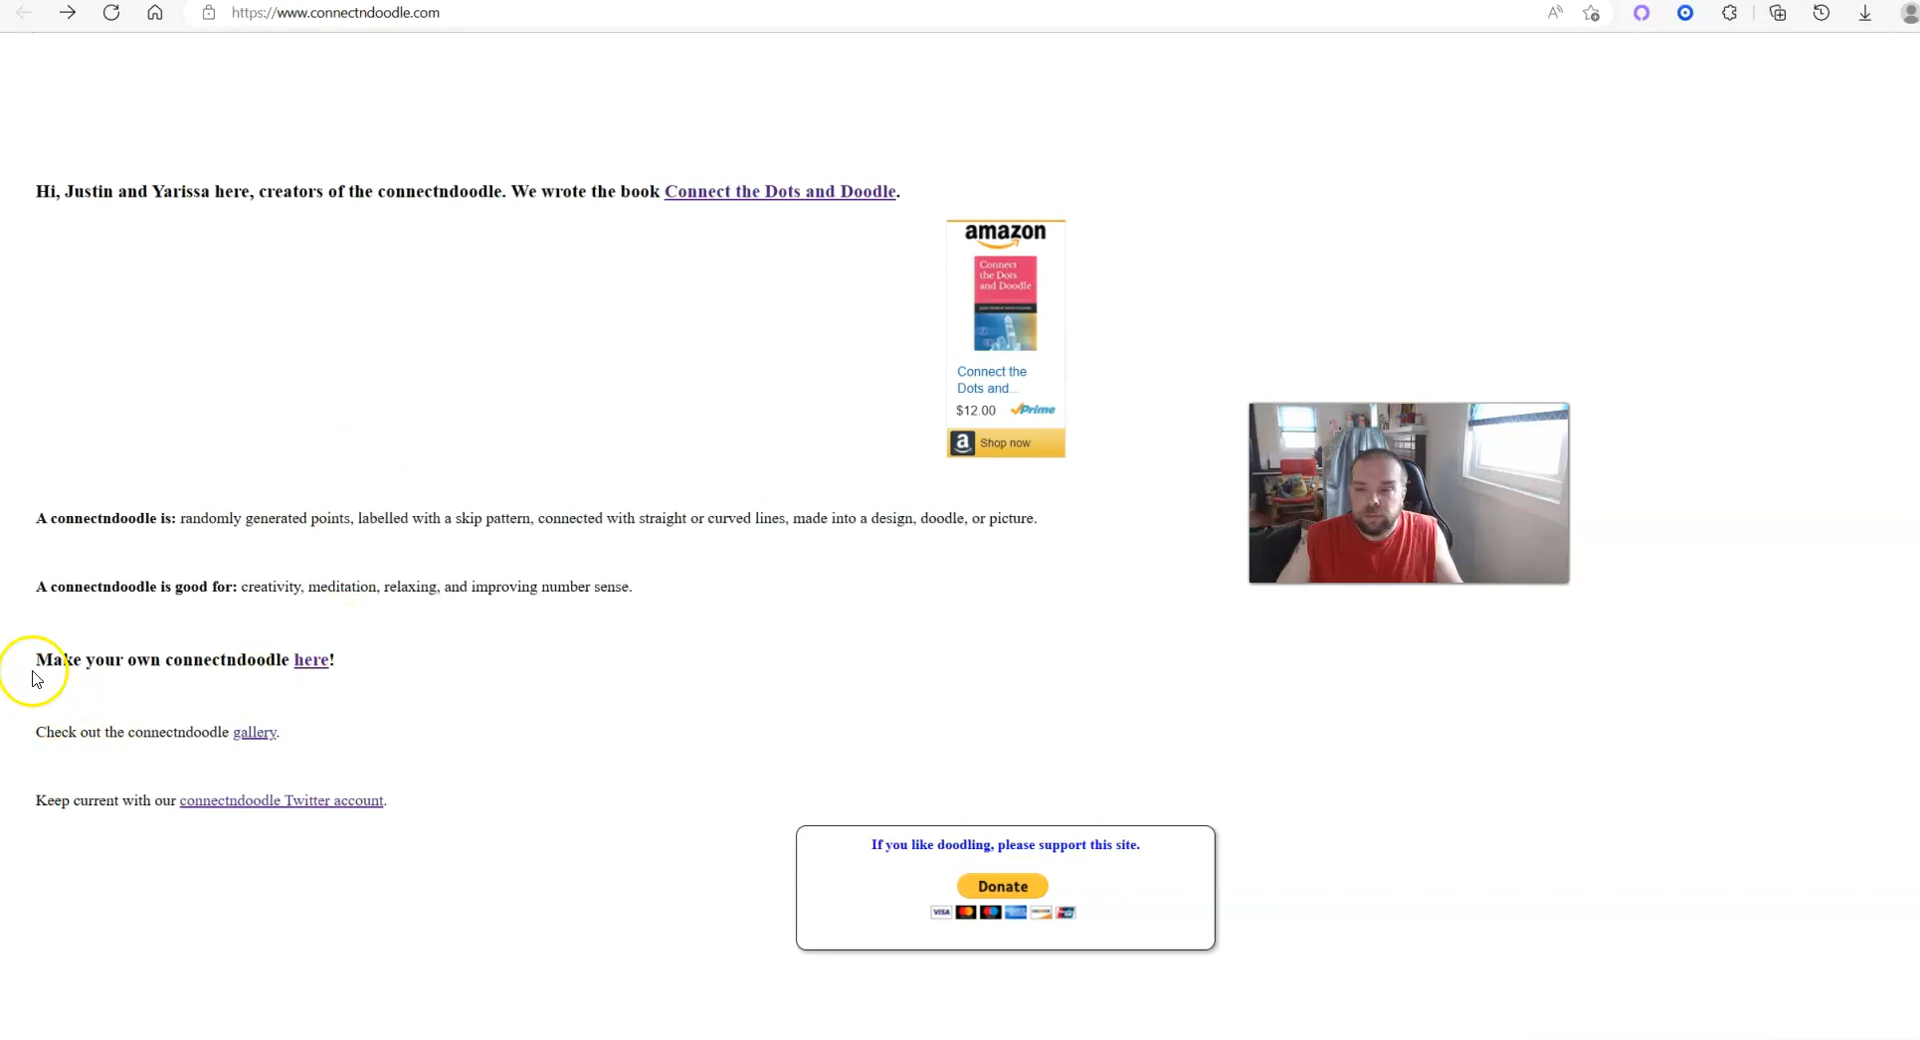 https://www.connectndoodle.com
Hi, Justin and Yarissa here, creators of the connectndoodle. We wrote the book Connect the Dots and Doodle.
amazon
Connect
the Dots
and Doodle
Connect the
Dots and...
$12.00 Prime
a Shop now
A connectndoodle is: randomly generated points, labelled with a skip pattern, connected with straight or curved lines, made into a design, doodle, or picture.
A connectndoodle is good for: creativity, meditation, relaxing, and improving number sense.
Make your own connectndoodle here!
Check out the connectndoodle gallery.
Keep current with our connectndoodle Twitter account.
If you like doodling, please support this site.
Donate
VISA